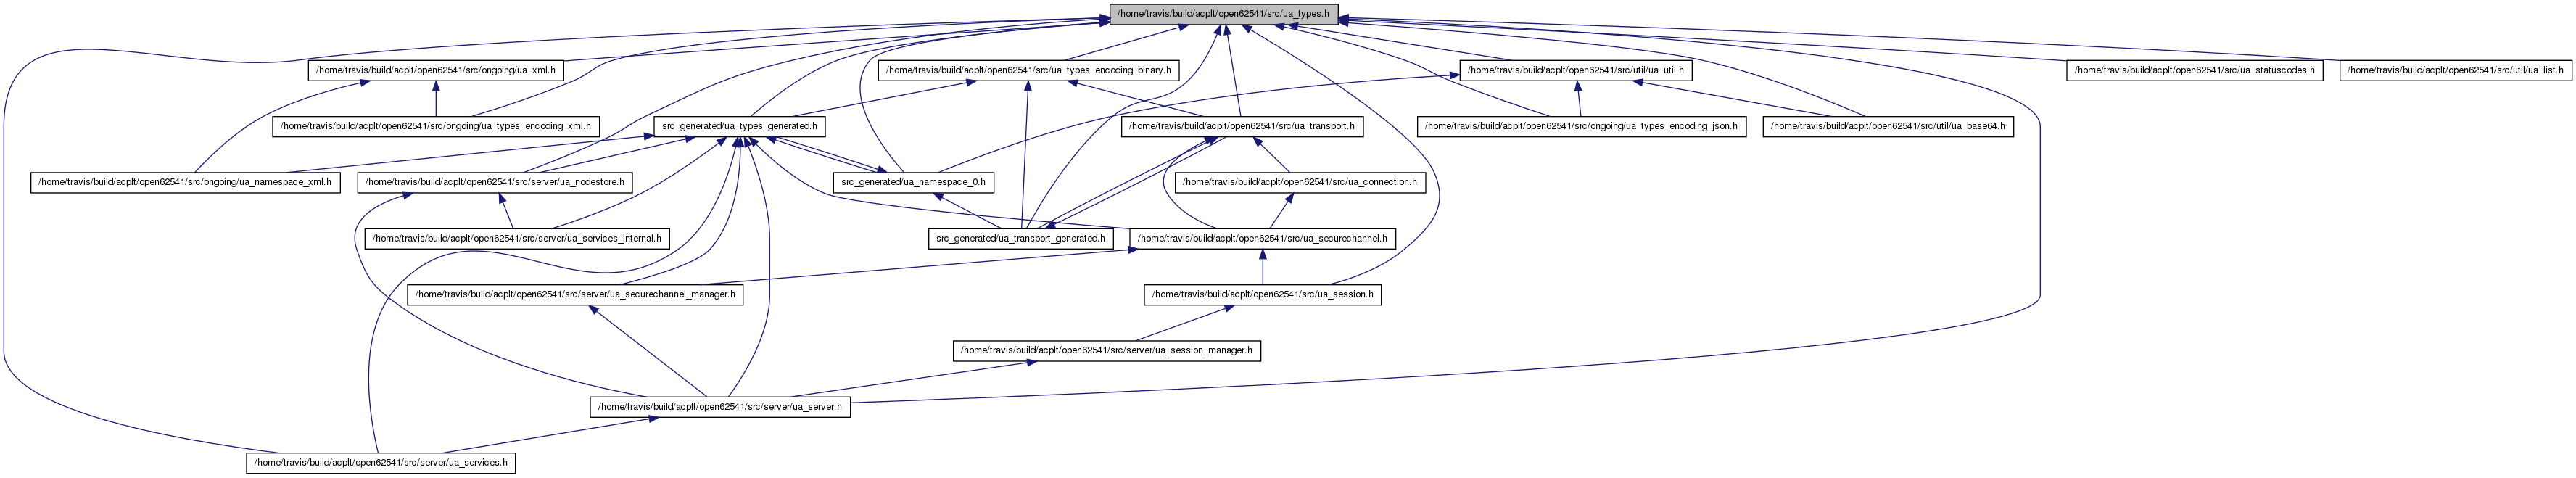 /home/travis/build/acplt/open62541/src/ua_types.h
/home/travis/build/acplt/open62541/src/ongoing/ua_xml.h
/home/travis/build/acplt/open62541/src/ua_types_encoding_binary.h
/home/travis/build/acplt/open62541/src/util/ua_util.h
/home/travis/build/acplt/open62541/src/ua_statuscodes.h
/home/travis/build/acplt/open62541/src/util/ua_list.h
/home/travis/build/acplt/open62541/src/ongoing/ua_types_encoding_xml.h
src_generated/ua_types_generated.h
/home/travis/build/acplt/open62541/src/ua_transport.h
/home/travis/build/acplt/open62541/src/ongoing/ua_types_encoding_json.h
/home/travis/build/acplt/open62541/src/util/ua_base64.h
/home/travis/build/acplt/open62541/src/ongoing/ua_namespace_xml.h
/home/travis/build/acplt/open62541/src/server/ua_nodestore.h
src_generated/ua_namespace_0.h
/home/travis/build/acplt/open62541/src/ua_connection.h
/home/travis/build/acplt/open62541/src/server/ua_services_internal.h
src_generated/ua_transport_generated.h
/home/travis/build/acplt/open62541/src/ua_securechannel.h
/home/travis/build/acplt/open62541/src/server/ua_securechannel_manager.h
/home/travis/build/acplt/open62541/src/ua_session.h
/home/travis/build/acplt/open62541/src/server/ua_session_manager.h
/home/travis/build/acplt/open62541/src/server/ua_server.h
/home/travis/build/acplt/open62541/src/server/ua_services.h